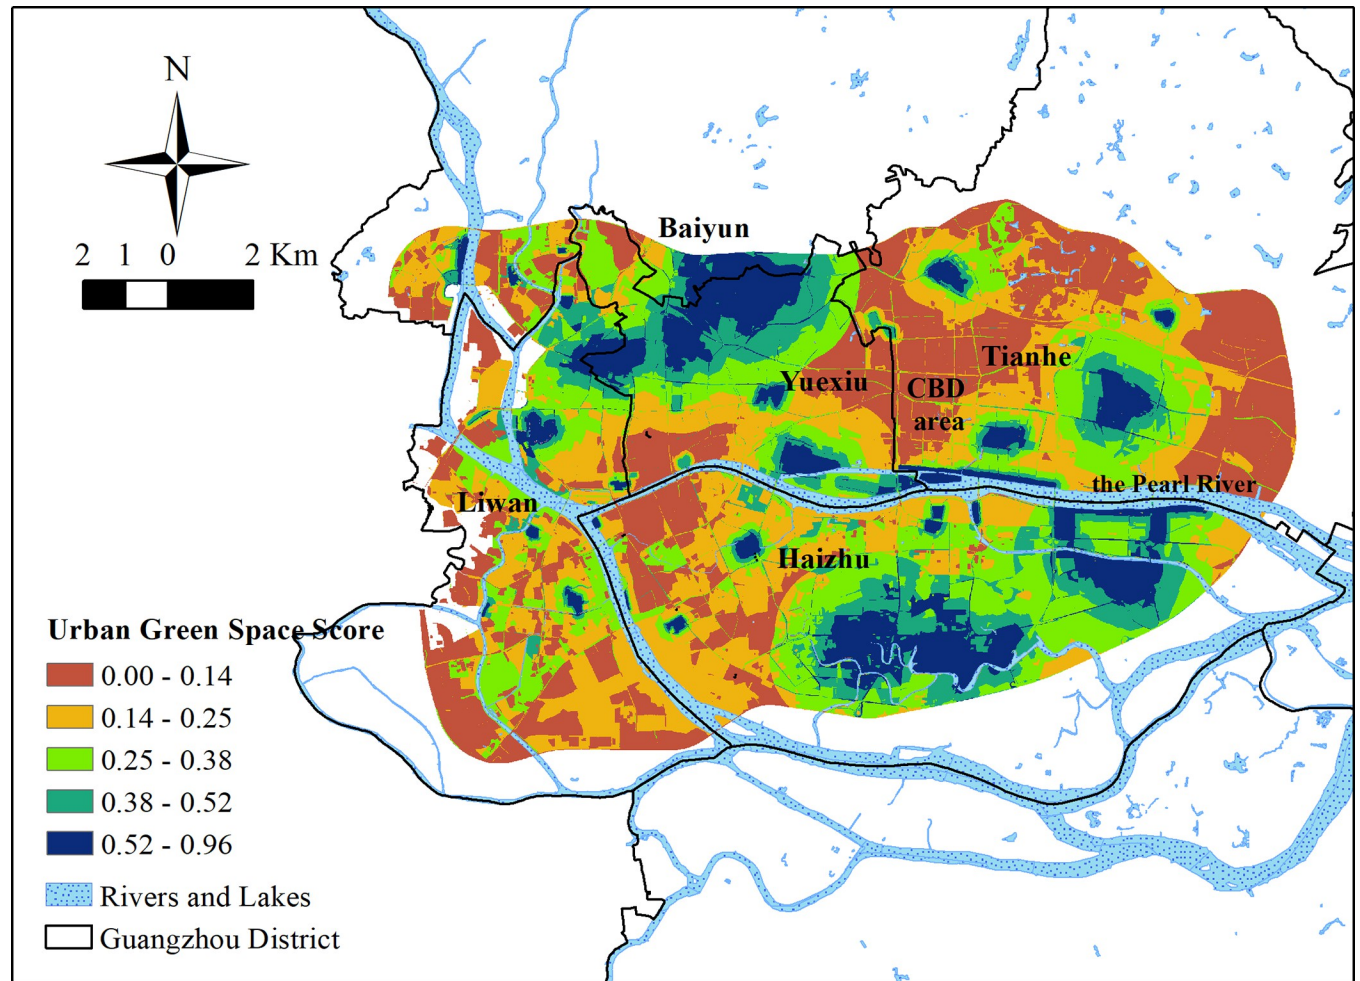 N
2 1 0 2 Km
Baiyun
Tianhe
Yuexiu
CBD
area
the Pearl River
Liwan
Haizhu
Urban Green Space Score
0.00 - 0.14
0.14 - 0.25
0.25 - 0.38
0.38 - 0.52
0.52 - 0.96
Rivers and Lakes
Guangzhou District